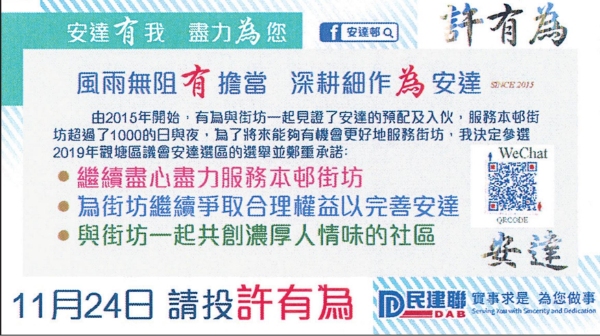 安達有我 盡力為您
安達邨
許有為
風雨無阻有擔當 深耕細作為安達 SINCE 2015
由2015年開始，有為與街坊一起見證了安達的預配及入伙，服務本邨街
坊超過了1000的日與夜，為了將來能夠有機會更好地服務街坊，我決定參選
2019年觀塘區議會安達選區的選舉並鄭重承諾:
WeChat
QRCODE
• 繼續盡心盡力服務本邨街坊
• 為街坊繼續爭取合理權益以完善安達
• 與街坊一起共創濃厚人情味的社區
安達
11月24日 請投許有為
民建聯 DAB
實事求是 為您做事
Serving You with Sincerity and Dedication